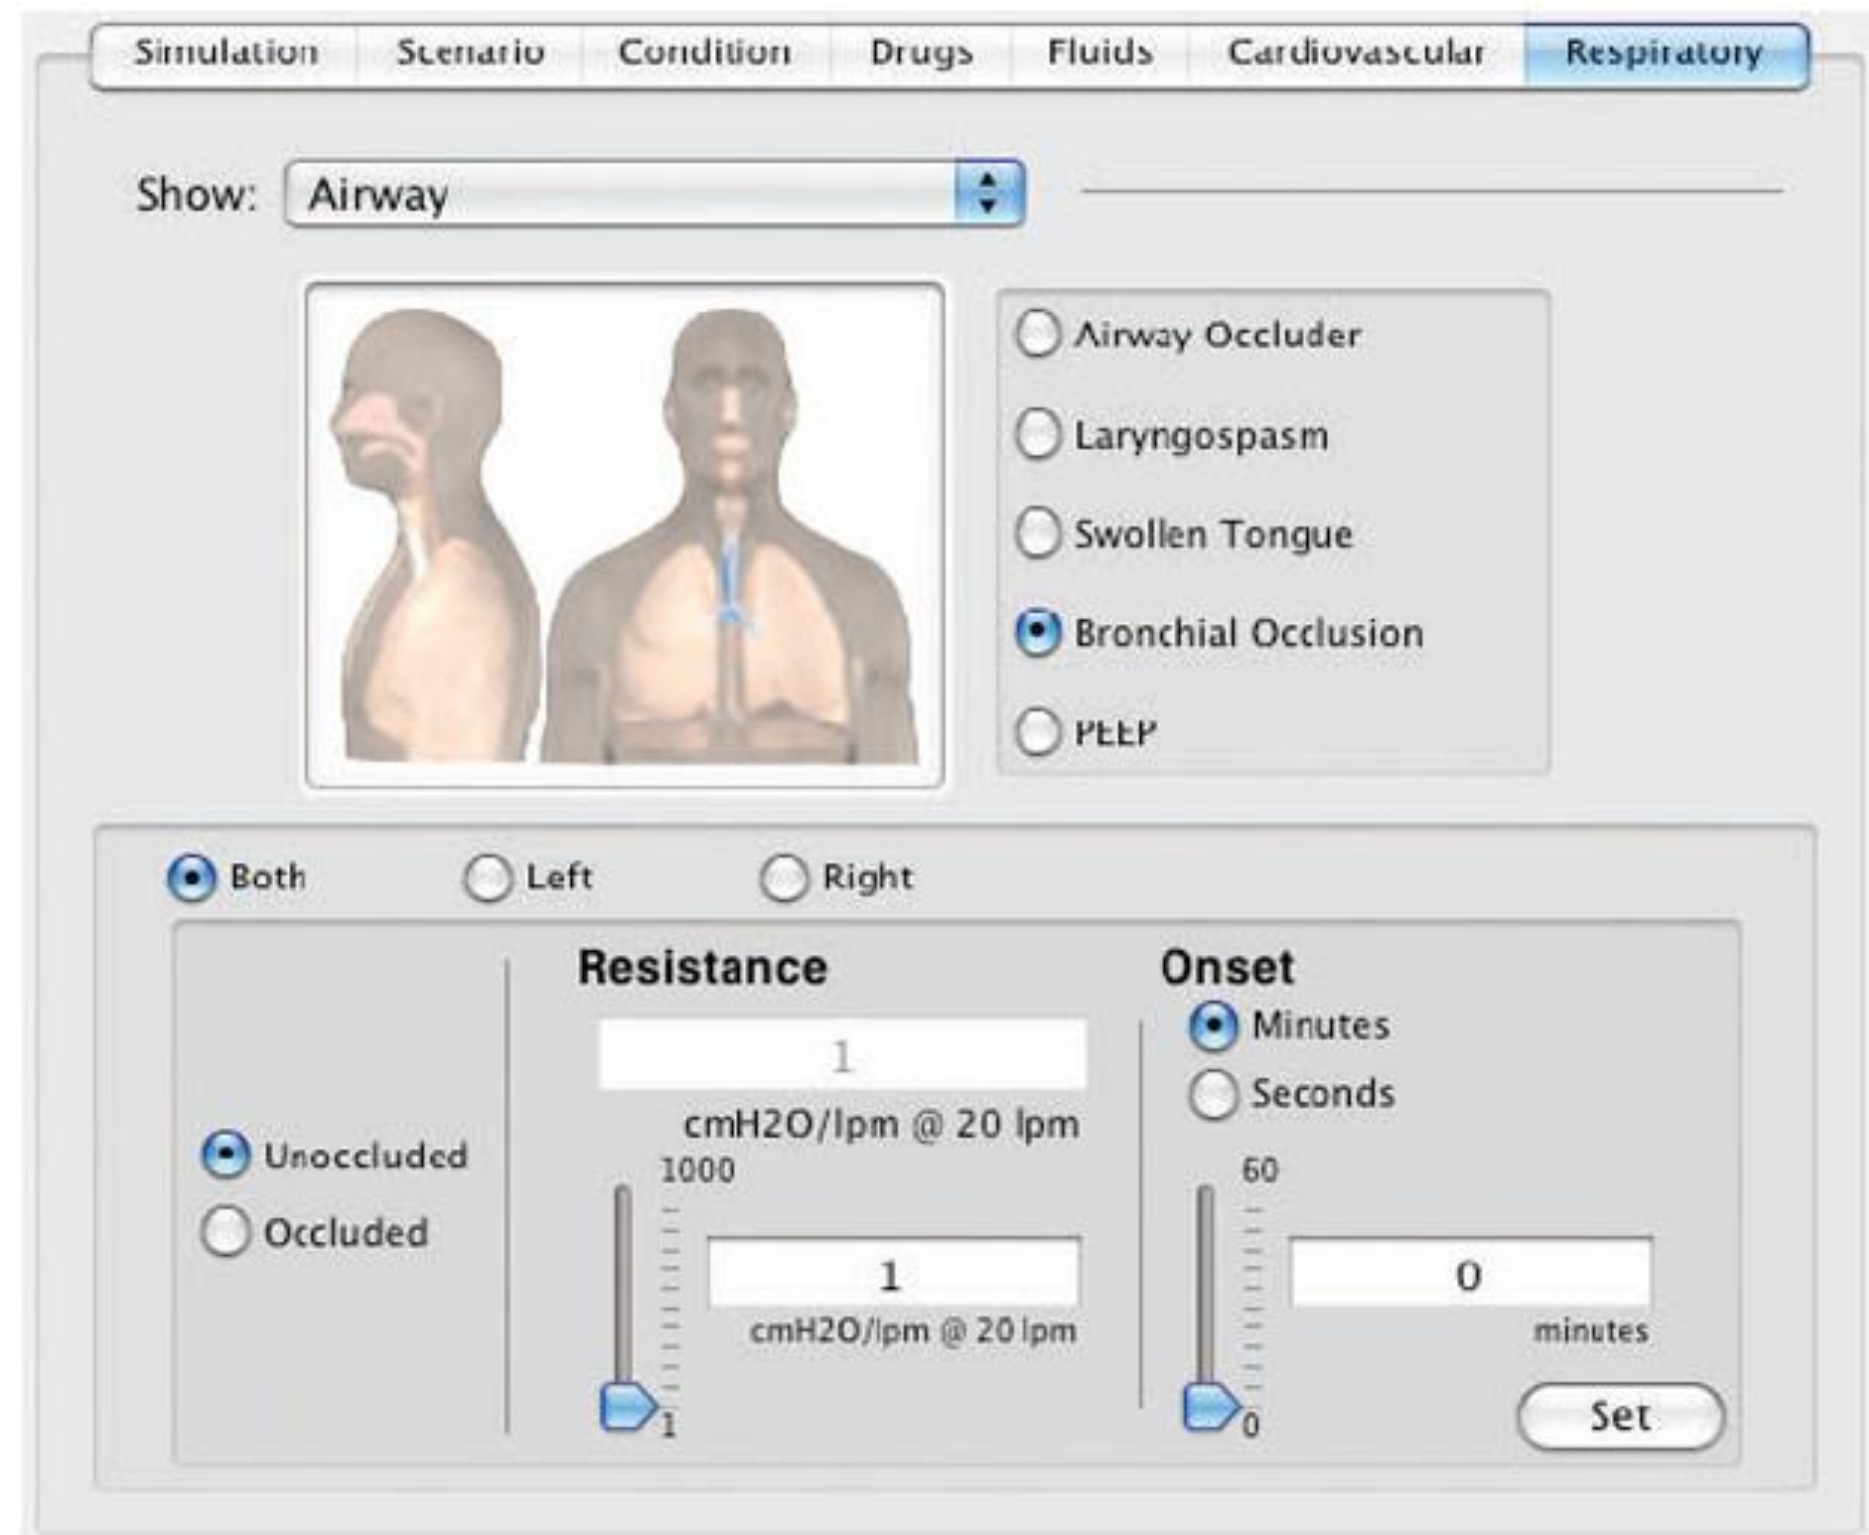 Simulation Scenario Condition Drugs Fluids Cardiovascular Respiratory
Show: Airway
Airway Occluder
Laryngospasm
Swollen Tongue
Bronchial Occlusion
PEEP
Both Left Right
Resistance
1
cmH2O/lpm @ 20 lpm
1000
1
cmH2O/lpm @ 20 lpm
1
Unoccluded
Occluded
Onset
Minutes
Seconds
60
0
minutes
0
Set